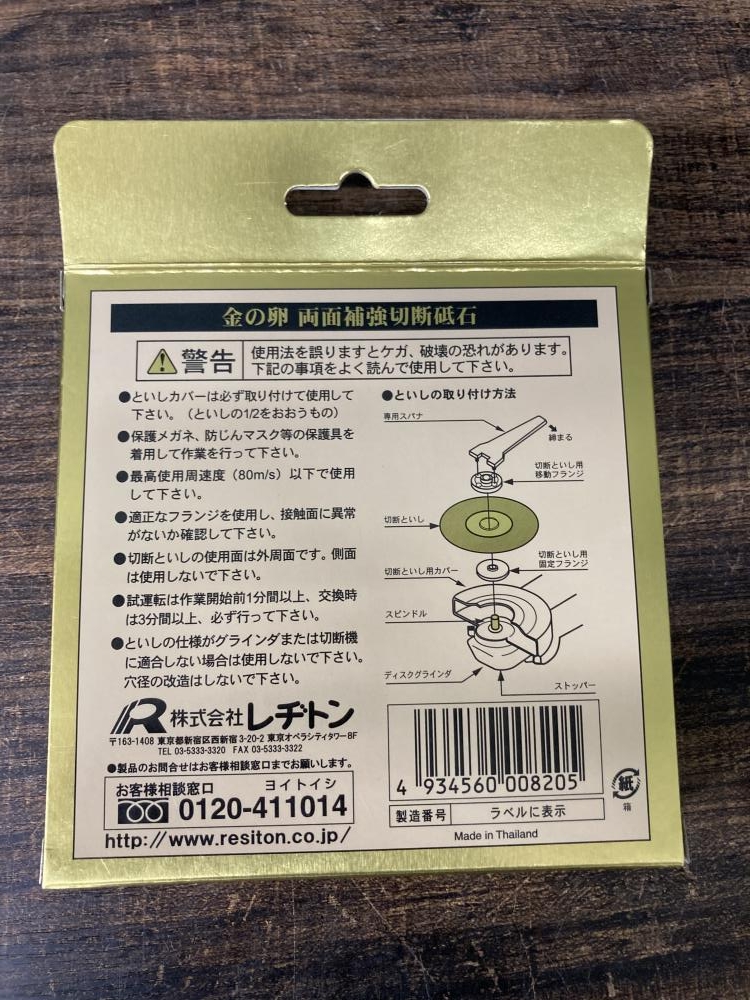 金の卵 両面補強切断砥石
警告
使用法を誤りますとケガ、破壊の恐れがあります。
下記の事項をよく読んで使用して下さい。
●といしカバーは必ず取り付けて使用して
下さい。（といしの1/2をおおうもの）
●保護メガネ、防じんマスク等の保護具を
着用して作業を行って下さい。
●最高使用周速度（80m/s）以下で使用
して下さい。
●適正なフランジを使用し、接触面に異常
がないか確認して下さい。
●切断といしの使用面は外周面です。側面
は使用しないで下さい。
●試運転は作業開始前1分間以上、交換時
は3分間以上、必ず行って下さい。
●といしの仕様がグラインダまたは切断機
に適合しない場合は使用しないで下さい。
穴径の改造はしないで下さい。
●といしの取り付け方法
専用スパナ
締まる
切断といし用
移動フランジ
切断といし
切断といし用
固定フランジ
切断といし用カバー
スピンドル
ディスクグラインダ
ストッパー
R 株式会社 レヂトン
〒163-1408 東京都新宿区西新宿3-20-2 東京オペラシティタワー8F
TEL 03-5333-3320 FAX 03-5333-3322
●製品のお問合せはお客様相談窓口までお願いします。
お客様相談窓口 ヨイトイシ
0120-411014
http://www.resiton.co.jp/
4 934560 008205
製造番号 ラベルに表示
Made in Thailand
紙
箱